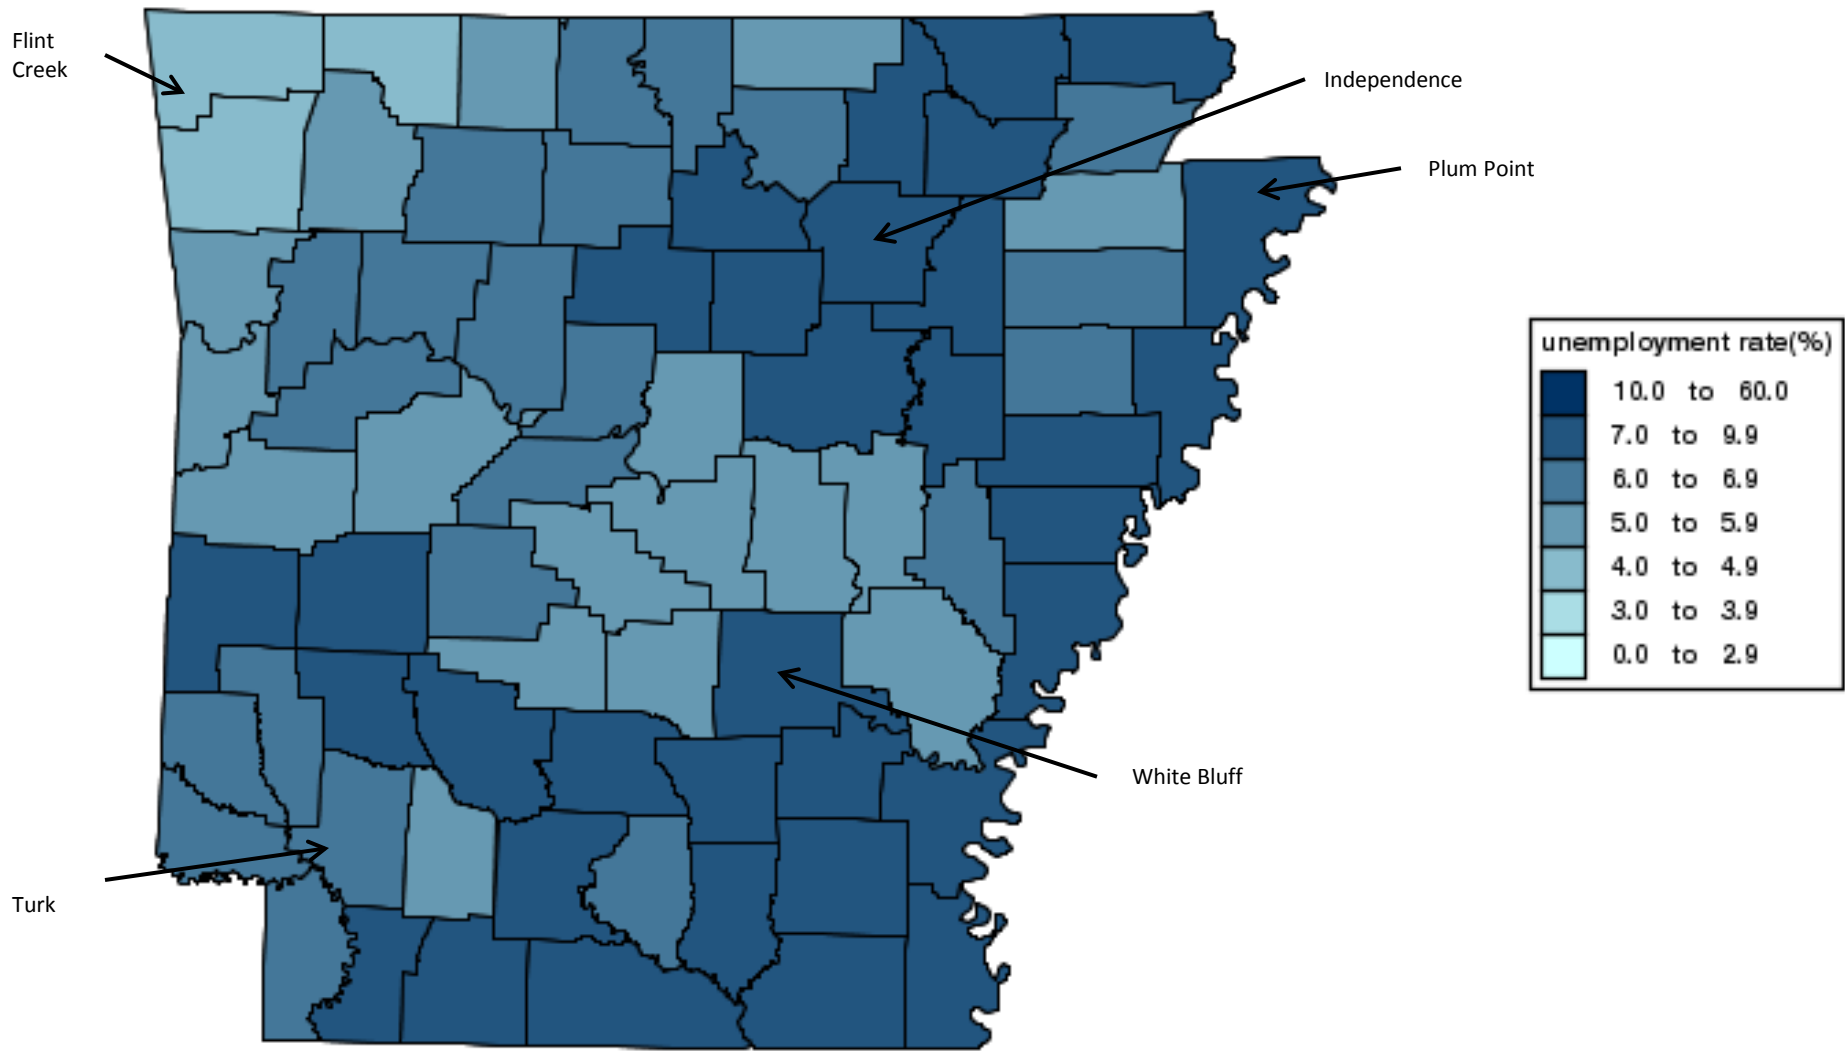 Flint
Creek
Independence
Plum Point
unemployment rate(%)
10.0 to 60.0
7.0 to 9.9
6.0 to 6.9
5.0 to 5.9
4.0 to 4.9
3.0 to 3.9
0.0 to 2.9
White Bluff
Turk